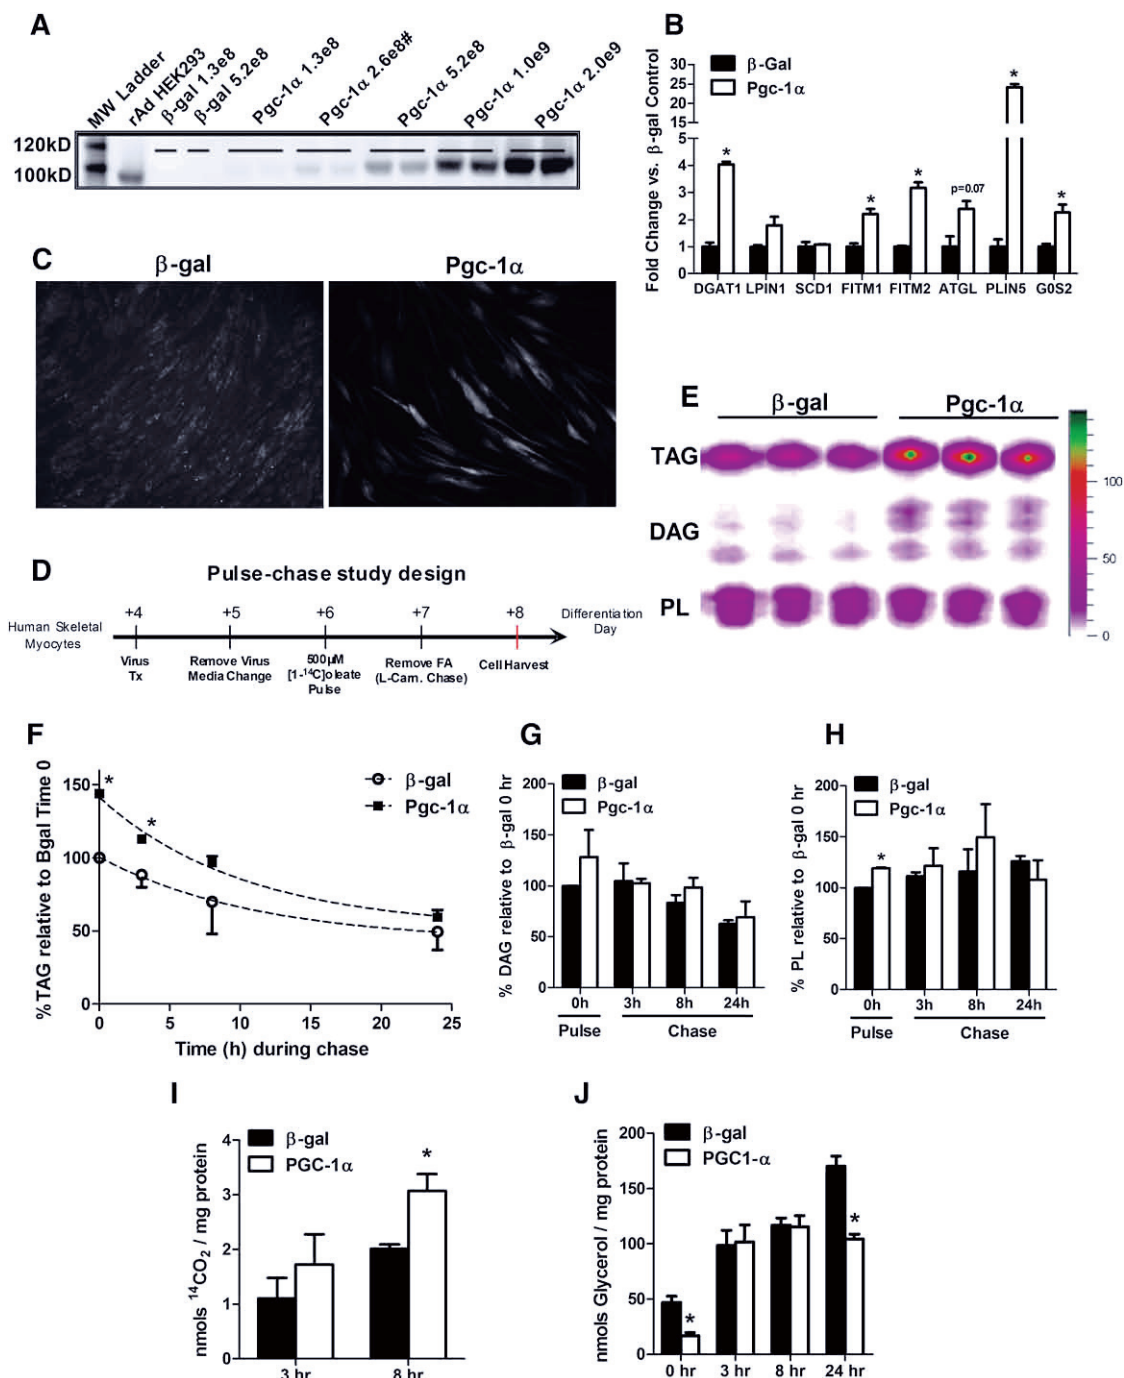 A
MW Ladder
rAd HEK293
β-gal 1.3e8
β-gal 5.2e8
Pgc-1α 1.3e8
Pgc-1α 2.6e8#
Pgc-1α 5.2e8
Pgc-1α 1.0e9
Pgc-1α 2.0e9
120kD
100kD
B
β-Gal
Pgc-1α
Fold Change vs. β-gal Control
30
25
20
15
5
4
3
2
1
0
*
*
*
p=0.07
*
*
DGAT1 LPIN1 SCD1 FITM1 FITM2 ATGL PLIN5 G0S2
C
β-gal
Pgc-1α
D
Pulse-chase study design
Human Skeletal
Myocytes
+4
+5
+6
+7
+8
Differentiation
Day
Virus
Tx
Remove Virus
Media Change
500µM
[1-¹⁴C]oleate
Pulse
Remove FA
(L-Carn. Chase)
Cell Harvest
E
β-gal
Pgc-1α
TAG
DAG
PL
100
50
0
F
%TAG relative to Bgal Time 0
150
100
50
0
*
*
β-gal
Pgc-1α
0 5 10 15 20 25
Time (h) during chase
G
% DAG relative to β-gal 0 hr
200
150
100
50
0
β-gal
Pgc-1α
0h 3h 8h 24h
Pulse Chase
H
% PL relative to β-gal 0 hr
200
150
100
50
0
β-gal
Pgc-1α
*
0h 3h 8h 24h
Pulse Chase
I
nmols ¹⁴CO₂ / mg protein
4
3
2
1
0
β-gal
PGC-1α
*
3 hr 8 hr
J
nmols Glycerol / mg protein
200
150
100
50
0
β-gal
PGC1-α
*
*
0 hr 3 hr 8 hr 24 hr